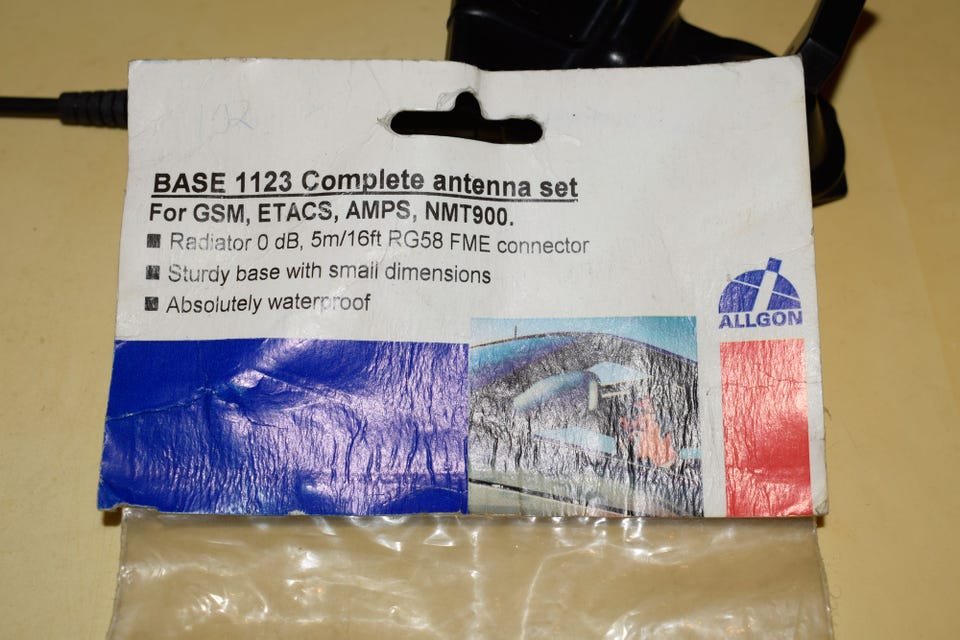 BASE 1123 Complete antenna set
For GSM, ETACS, AMPS, NMT900.
Radiator 0 dB, 5m/16ft RG58 FME connector
Sturdy base with small dimensions
Absolutely waterproof
ALLGON